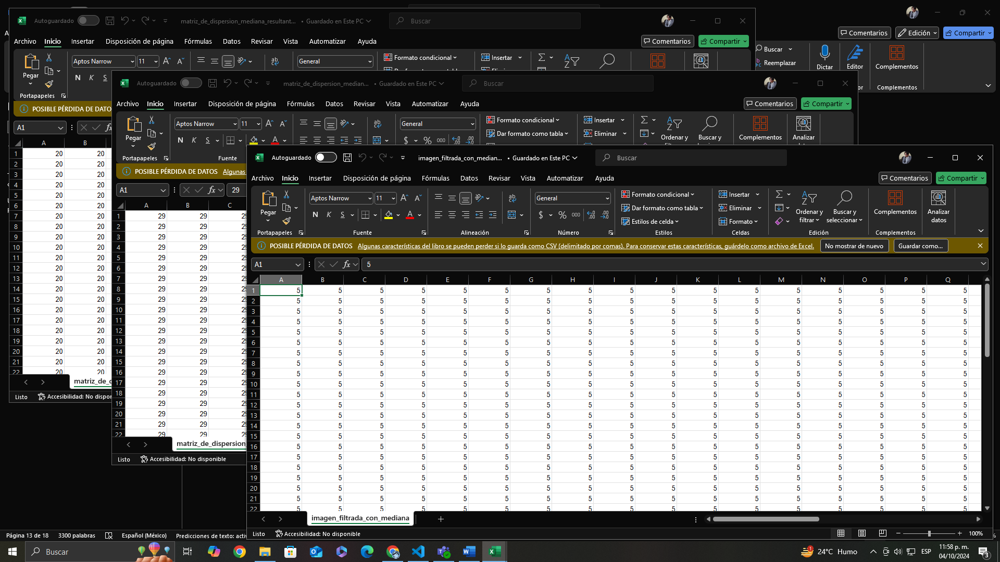 Autoguardado
matriz_de_dispersion_mediana_resultant... • Guardado en Este PC
Buscar
Archivo Inicio Insertar Disposición de página Fórmulas Datos Revisar Vista Automatizar Ayuda
Comentarios Compartir
Comentarios Edición Compartir
Pegar
Portapapeles
Aptos Narrow 11
N K S
General
Formato condicional
Insertar
Buscar
Reemplazar
Dictar
Editor
Complementos
Complementos
POSIBLE PÉRDIDA DE DATO
A1
A B
1 20 20
2 20 20
3 20 20
4 20 20
5 20 20
6 20 20
7 20 20
8 20 20
9 20 20
10 20 20
11 20 20
12 20 20
13 20 20
14 20 20
15 20 20
16 20 20
17 20 20
18 20 20
19 20 20
20 20 20
21 20 20
22 20 20
matriz_de_d
Listo Accesibilidad: No dispon
Autoguardado
matriz_de_dispersion_median... • Guardado en Este PC
Buscar
Archivo Inicio Insertar Disposición de página Fórmulas Datos Revisar Vista Automatizar Ayuda
Comentarios Compartir
Pegar
Portapapeles
Aptos Narrow 11
N K S
Fuente
General
$ % 000
Formato condicional
Dar formato como tabla
Insertar
Eliminar
Ordenar y
Buscar y
Complementos
Analizar
POSIBLE PÉRDIDA DE DATOS Algunas
A1 fx 29
A B C
1 29 29 29
2 29 29 29
3 29 29 29
4 29 29 29
5 29 29 29
6 29 29 29
7 29 29 29
8 29 29 29
9 29 29 29
10 29 29 29
11 29 29 29
12 29 29 29
13 29 29 29
14 29 29 29
15 29 29 29
16 29 29 29
17 29 29 29
18 29 29 29
19 29 29 29
20 29 29 29
21 29 29 29
22 29 29 29
matriz_de_dispersion_
Listo Accesibilidad: No disponible
Autoguardado
imagen_filtrada_con_median... • Guardado en Este PC
Buscar
Archivo Inicio Insertar Disposición de página Fórmulas Datos Revisar Vista Automatizar Ayuda
Comentarios Compartir
Pegar
Portapapeles
Aptos Narrow 11
N K S
Fuente
Alineación
General
$ % 000
Número
Formato condicional
Dar formato como tabla
Estilos de celda
Estilos
Insertar
Eliminar
Formato
Celdas
Ordenar y filtrar
Buscar y seleccionar
Edición
Complementos
Complementos
Analizar datos
POSIBLE PÉRDIDA DE DATOS Algunas características del libro se pueden perder si lo guarda como CSV (delimitado por comas). Para conservar estas características, guárdelo como archivo de Excel. No mostrar de nuevo Guardar como...
A1 fx 5
A B C D E F G H I J K L M N O P Q
1 5 5 5 5 5 5 5 5 5 5 5 5 5 5 5 5 5
2 5 5 5 5 5 5 5 5 5 5 5 5 5 5 5 5 5
3 5 5 5 5 5 5 5 5 5 5 5 5 5 5 5 5 5
4 5 5 5 5 5 5 5 5 5 5 5 5 5 5 5 5 5
5 5 5 5 5 5 5 5 5 5 5 5 5 5 5 5 5 5
6 5 5 5 5 5 5 5 5 5 5 5 5 5 5 5 5 5
7 5 5 5 5 5 5 5 5 5 5 5 5 5 5 5 5 5
8 5 5 5 5 5 5 5 5 5 5 5 5 5 5 5 5 5
9 5 5 5 5 5 5 5 5 5 5 5 5 5 5 5 5 5
10 5 5 5 5 5 5 5 5 5 5 5 5 5 5 5 5 5
11 5 5 5 5 5 5 5 5 5 5 5 5 5 5 5 5 5
12 5 5 5 5 5 5 5 5 5 5 5 5 5 5 5 5 5
13 5 5 5 5 5 5 5 5 5 5 5 5 5 5 5 5 5
14 5 5 5 5 5 5 5 5 5 5 5 5 5 5 5 5 5
15 5 5 5 5 5 5 5 5 5 5 5 5 5 5 5 5 5
16 5 5 5 5 5 5 5 5 5 5 5 5 5 5 5 5 5
17 5 5 5 5 5 5 5 5 5 5 5 5 5 5 5 5 5
18 5 5 5 5 5 5 5 5 5 5 5 5 5 5 5 5 5
19 5 5 5 5 5 5 5 5 5 5 5 5 5 5 5 5 5
20 5 5 5 5 5 5 5 5 5 5 5 5 5 5 5 5 5
21 5 5 5 5 5 5 5 5 5 5 5 5 5 5 5 5 5
22 5 5 5 5 5 5 5 5 5 5 5 5 5 5 5 5 5
imagen_filtrada_con_mediana
Listo Accesibilidad: No disponible 100%
Página 13 de 18 3300 palabras Español (México) Predicciones de texto: activ
Buscar
24°C Humo ESP 11:58 p. m.
04/10/2024
3